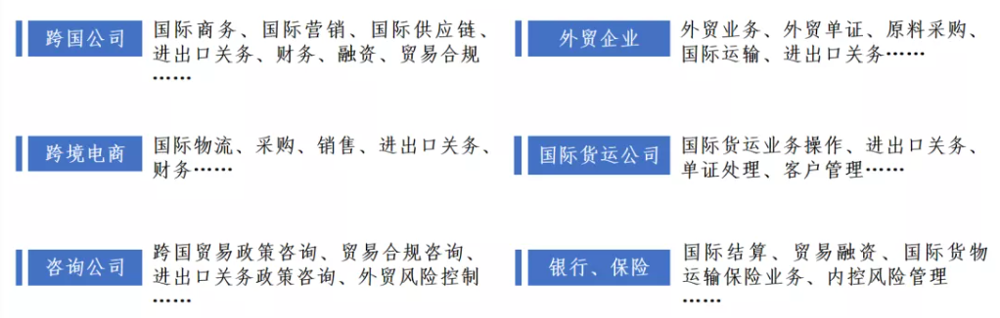 跨国公司
国际商务、国际营销、国际供应链、
进出口关务、财务、融资、贸易合规
……
外贸企业
外贸业务、外贸单证、原料采购、
国际运输、进出口关务……
跨境电商
国际物流、采购、销售、进出口关务、
财务……
国际货运公司
国际货运业务操作、进出口关务、
单证处理、客户管理……
咨询公司
跨国贸易政策咨询、贸易合规咨询、
进出口关务政策咨询、外贸风险控制
……
银行、保险
国际结算、贸易融资、国际货物
运输保险业务、内控风险管理
……